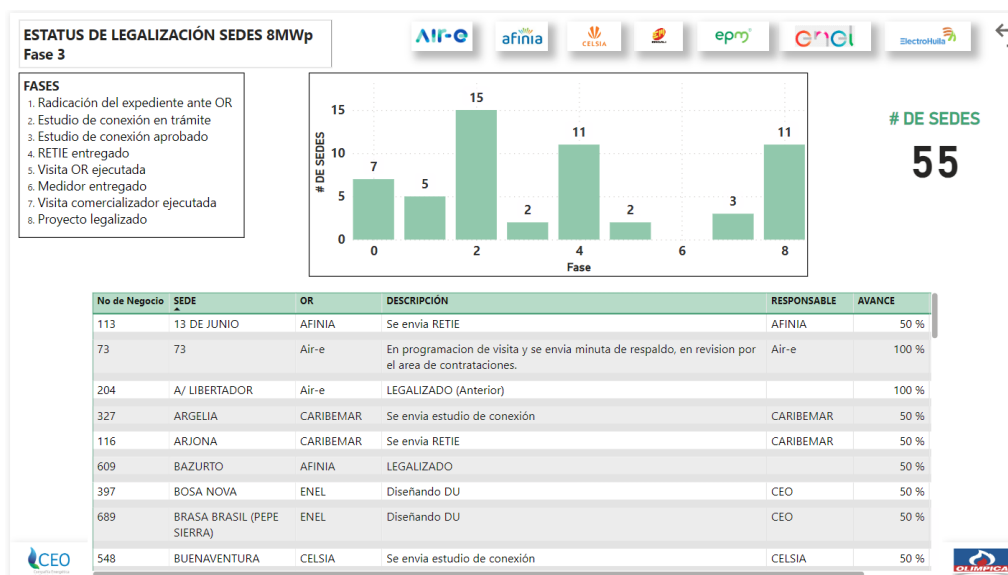 ESTATUS DE LEGALIZACIÓN SEDES 8MWp
Fase 3
AIR-e
afinia
CELSIA
epm
enel
ElectroHuila
FASES
1. Radicación del expediente ante OR
2. Estudio de conexión en trámite
3. Estudio de conexión aprobado
4. RETIE entregado
5. Visita OR ejecutada
6. Medidor entregado
7. Visita comercializador ejecutada
8. Proyecto legalizado
# DE SEDES
15
10
5
0
7
5
15
2
11
2
3
11
0
2
4
6
8
Fase
# DE SEDES
55
No de Negocio SEDE OR DESCRIPCIÓN RESPONSABLE AVANCE
113 13 DE JUNIO AFINIA Se envia RETIE AFINIA 50 %
73 73 Air-e En programacion de visita y se envia minuta de respaldo, en revision por Air-e 100 %
el area de contrataciones.
204 A/ LIBERTADOR Air-e LEGALIZADO (Anterior) 100 %
327 ARGELIA CARIBEMAR Se envia estudio de conexión CARIBEMAR 50 %
116 ARJONA CARIBEMAR Se envia RETIE CARIBEMAR 50 %
609 BAZURTO AFINIA LEGALIZADO 50 %
397 BOSA NOVA ENEL Diseñando DU CEO 50 %
689 BRASA BRASIL (PEPE ENEL Diseñando DU CEO 50 %
SIERRA)
548 BUENAVENTURA CELSIA Se envia estudio de conexión CELSIA 50 %
CEO
OLIMPICA